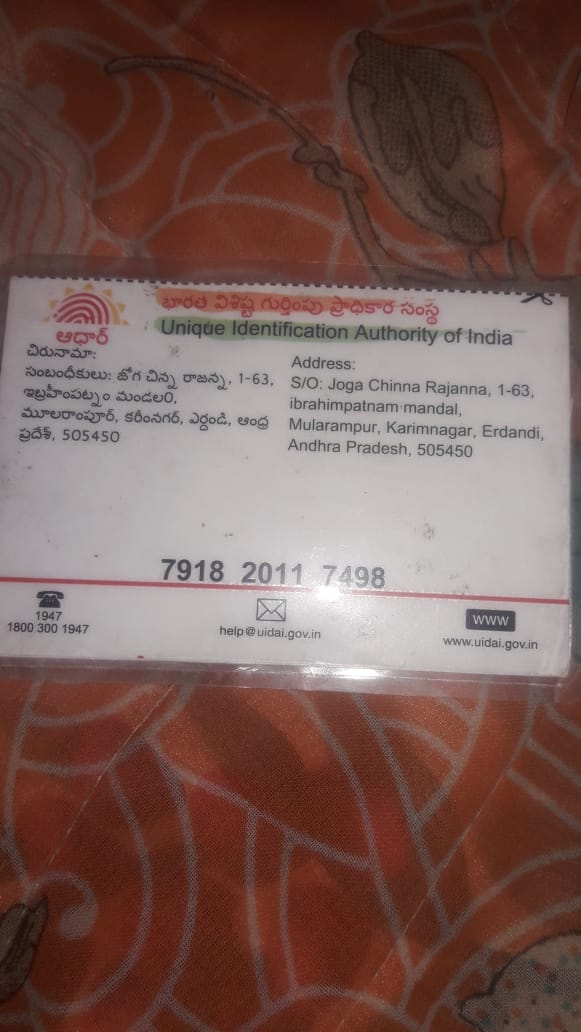 భారత విశిష్ట గుర్తింపు ప్రాధికార సంస్థ
Unique Identification Authority of India
ఆధార్
చిరునామా:
సంబంధీకులు: జోగ చిన్న రాజన్న, 1-63,
ఇబ్రహీంపట్నం మండలం,
మూలరాంపూర్, కరీంనగర్, ఎర్దండి, ఆంధ్ర
ప్రదేశ్, 505450
Address:
S/O: Joga Chinna Rajanna, 1-63,
ibrahimpatnam mandal,
Mularampur, Karimnagar, Erdandi,
Andhra Pradesh, 505450
7918 2011 7498
1947
1800 300 1947
help@uidai.gov.in
WWW
www.uidai.gov.in